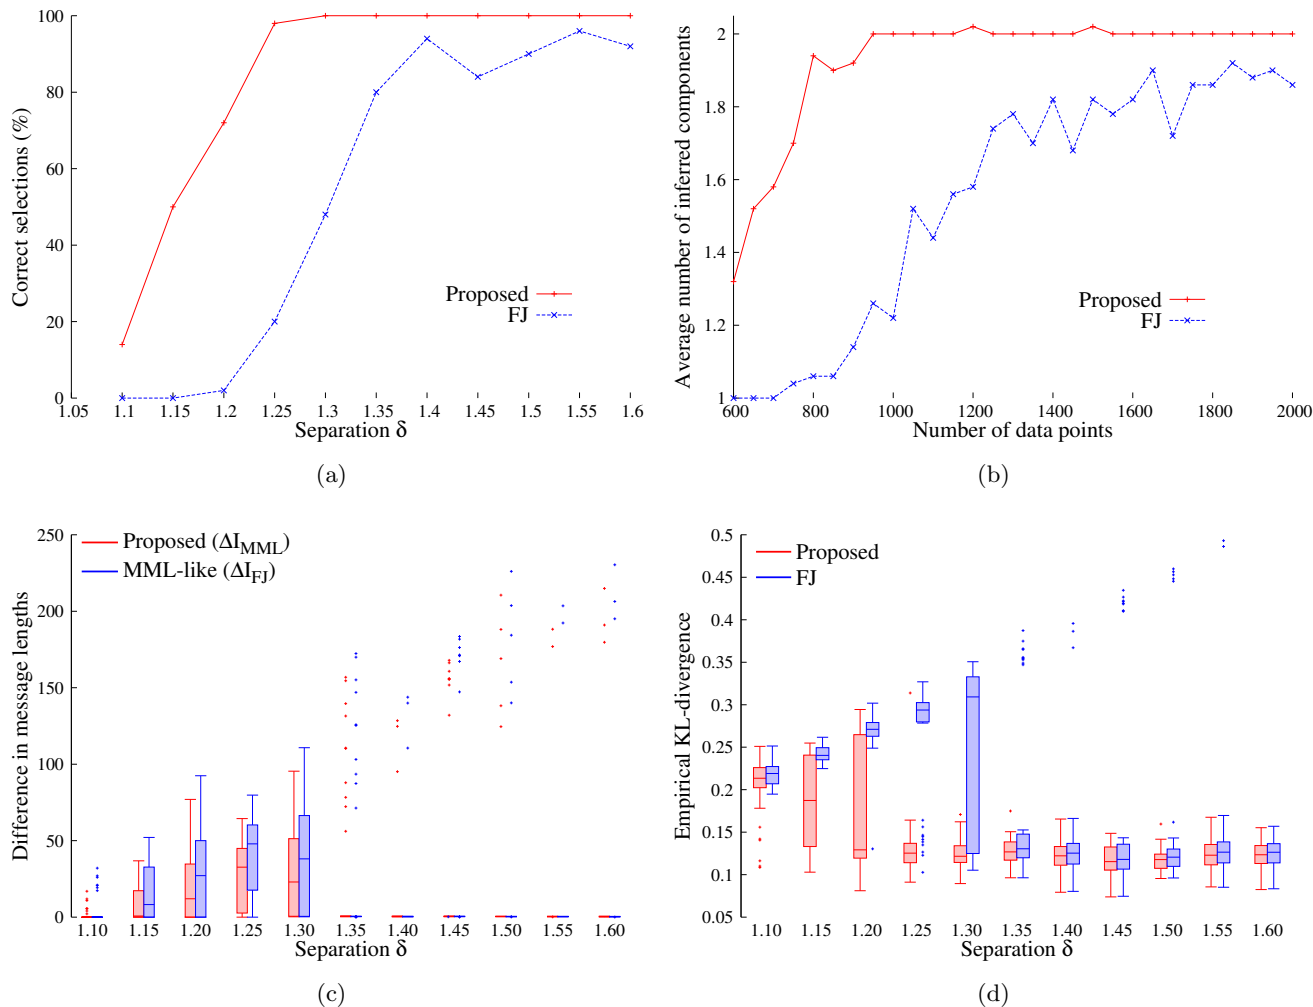 100
80
60
40
20
0
Correct selections (%)
Proposed
FJ
1.05 1.1 1.15 1.2 1.25 1.3 1.35 1.4 1.45 1.5 1.55 1.6
Separation δ
(a)
2
1.8
1.6
1.4
1.2
1
Average number of inferred components
Proposed
FJ
600 800 1000 1200 1400 1600 1800 2000
Number of data points
(b)
250
200
150
100
50
0
Difference in message lengths
Proposed (ΔI_MML)
MML-like (ΔI_FJ)
1.10 1.15 1.20 1.25 1.30 1.35 1.40 1.45 1.50 1.55 1.60
Separation δ
(c)
0.5
0.45
0.4
0.35
0.3
0.25
0.2
0.15
0.1
0.05
Empirical KL-divergence
Proposed
FJ
1.10 1.15 1.20 1.25 1.30 1.35 1.40 1.45 1.50 1.55 1.60
Separation δ
(d)